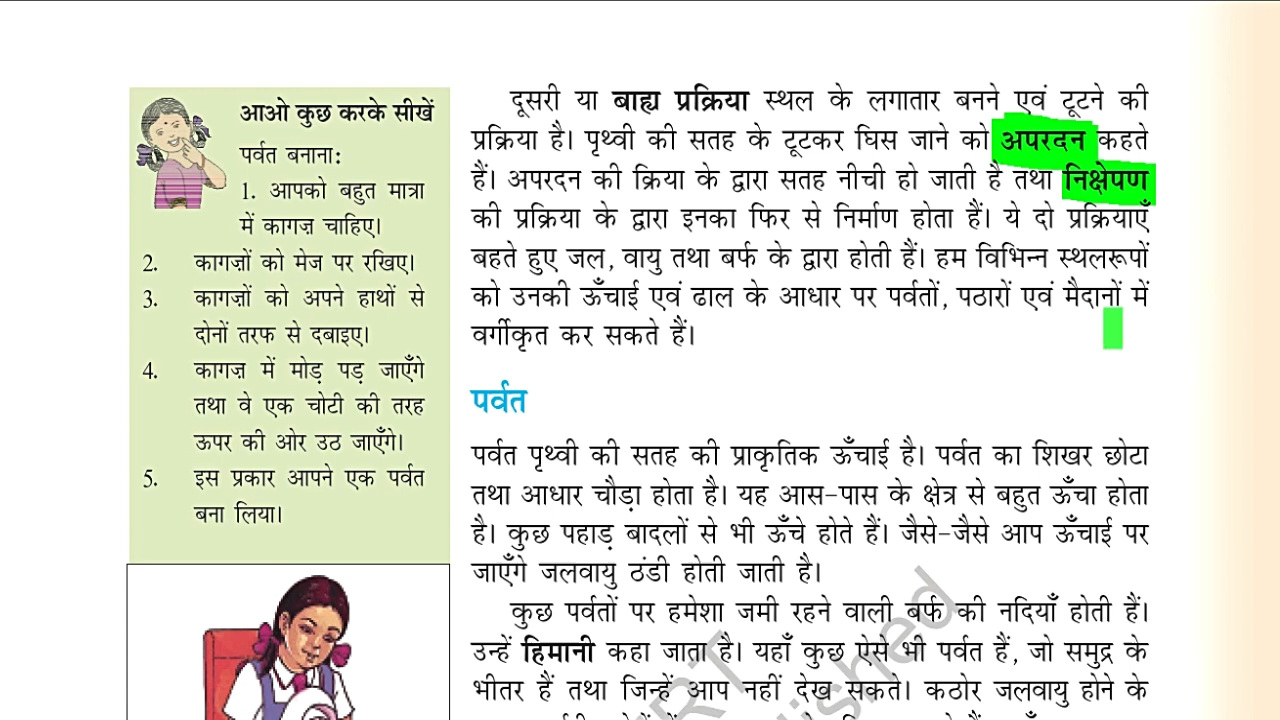 आओ कुछ करके सीखें
पर्वत बनाना:
1. आपको बहुत मात्रा
में कागज़ चाहिए।
2. कागज़ों को मेज पर रखिए।
3. कागज़ों को अपने हाथों से
दोनों तरफ से दबाइए।
4. कागज़ में मोड़ पड़ जाएँगे
तथा वे एक चोटी की तरह
ऊपर की ओर उठ जाएँगे।
5. इस प्रकार आपने एक पर्वत
बना लिया।
दूसरी या बाह्य प्रक्रिया स्थल के लगातार बनने एवं टूटने की
प्रक्रिया है। पृथ्वी की सतह के टूटकर घिस जाने को अपरदन कहते
हैं। अपरदन की क्रिया के द्वारा सतह नीची हो जाती है तथा निक्षेपण
की प्रक्रिया के द्वारा इनका फिर से निर्माण होता हैं। ये दो प्रक्रियाएँ
बहते हुए जल, वायु तथा बर्फ के द्वारा होती हैं। हम विभिन्न स्थलरूपों
को उनकी ऊँचाई एवं ढाल के आधार पर पर्वतों, पठारों एवं मैदानों में
वर्गीकृत कर सकते हैं।
पर्वत
पर्वत पृथ्वी की सतह की प्राकृतिक ऊँचाई है। पर्वत का शिखर छोटा
तथा आधार चौड़ा होता है। यह आस-पास के क्षेत्र से बहुत ऊँचा होता
है। कुछ पहाड़ बादलों से भी ऊँचे होते हैं। जैसे-जैसे आप ऊँचाई पर
जाएँगे जलवायु ठंडी होती जाती है।
कुछ पर्वतों पर हमेशा जमी रहने वाली बर्फ की नदियाँ होती हैं।
उन्हें हिमानी कहा जाता है। यहाँ कुछ ऐसे भी पर्वत हैं, जो समुद्र के
भीतर हैं तथा जिन्हें आप नहीं देख सकते। कठोर जलवायु होने के